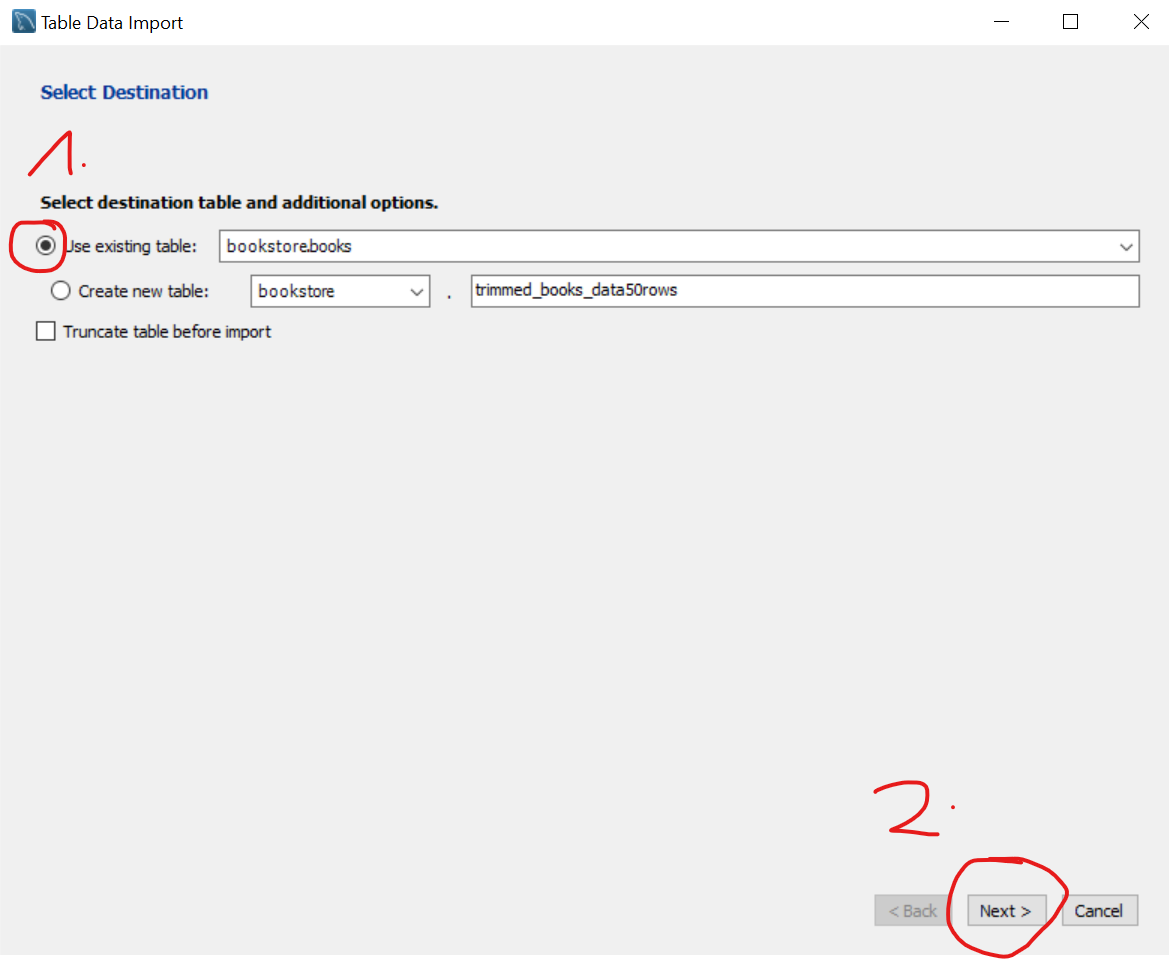 Table Data Import
Select Destination
1.
Select destination table and additional options.
Use existing table: bookstore.books
Create new table: bookstore . trimmed_books_data50rows
Truncate table before import
2.
< Back Next > Cancel